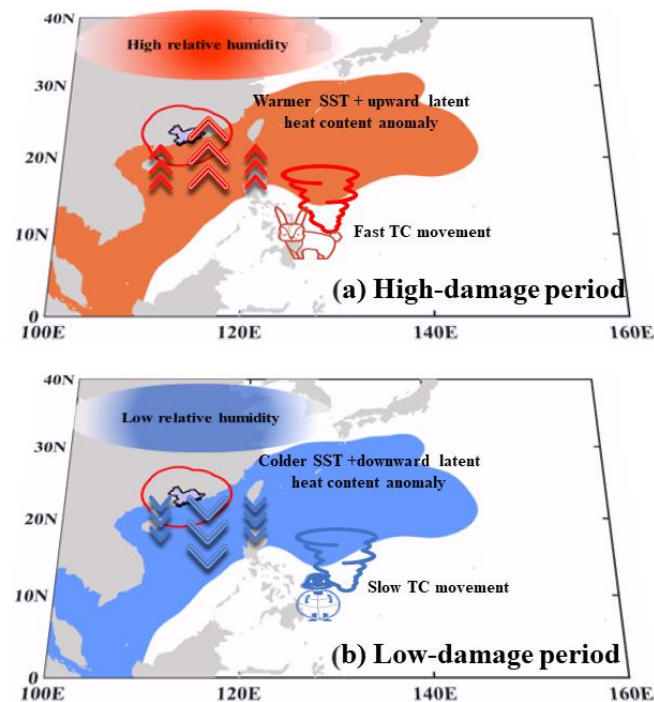 40N
High relative humidity
30N
Warmer SST + upward latent
heat content anomaly
20N
10N
Fast TC movement
(a) High-damage period
0
100E 120E 140E 160E
40N
Low relative humidity
30N
Colder SST +downward latent
heat content anomaly
20N
10N
Slow TC movement
(b) Low-damage period
0
100E 120E 140E 160E